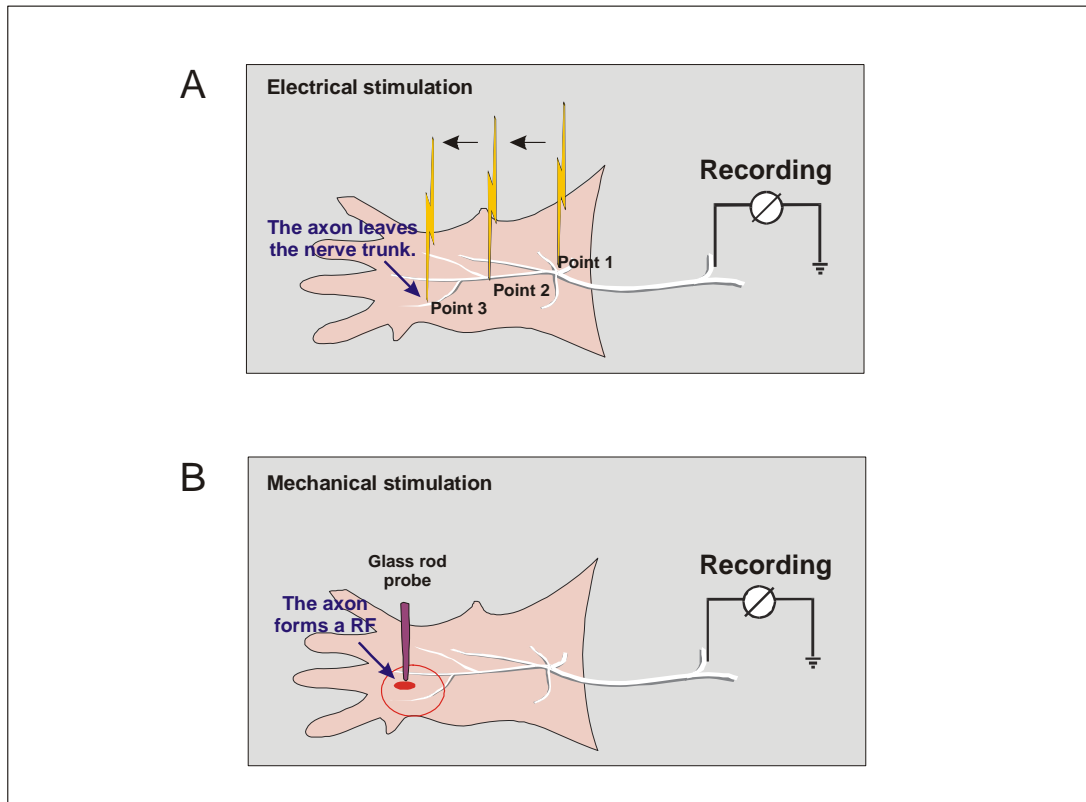 A
Electrical stimulation
Recording
The axon leaves
the nerve trunk.
Point 1
Point 2
Point 3
B
Mechanical stimulation
Glass rod
probe
Recording
The axon
forms a RF